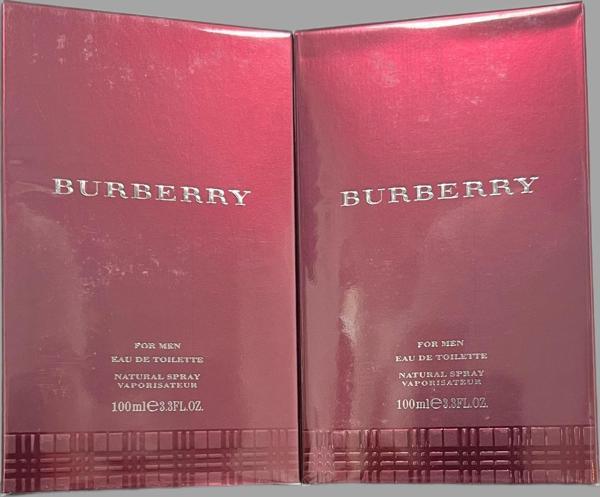 BURBERRY
FOR MEN
EAU DE TOILETTE
NATURAL SPRAY
VAPORISATEUR
100ml℮3.3FL.OZ.
BURBERRY
FOR MEN
EAU DE TOILETTE
NATURAL SPRAY
VAPORISATEUR
100ml℮3.3FL.OZ.